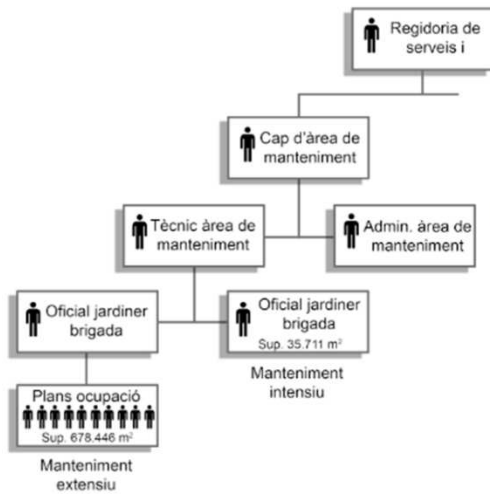 Regidoria de
serveis i
Cap d'àrea de
manteniment
Tècnic àrea de
manteniment
Admin. àrea de
manteniment
Oficial jardiner
brigada
Oficial jardiner
brigada
Sup. 35.711 m²
Manteniment
intensiu
Plans ocupació
Sup. 678.446 m²
Manteniment
extensiu